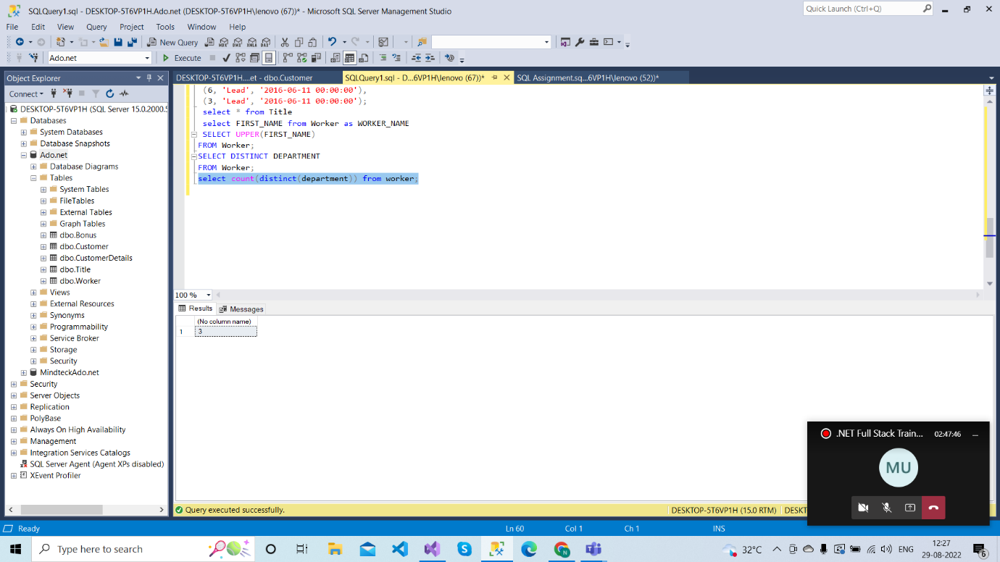 SQLQuery1.sql - DESKTOP-5T6VP1H.Ado.net (DESKTOP-5T6VP1H\lenovo (67))* - Microsoft SQL Server Management Studio
Quick Launch (Ctrl+Q)
File Edit View Query Project Tools Window Help
New Query
Ado.net
Execute
Object Explorer
DESKTOP-5T6VP1H....et - dbo.Customer
SQLQuery1.sql - D...6VP1H\lenovo (67))*
SQL Assignment.sq...6VP1H\lenovo (52))*
Connect
DESKTOP-5T6VP1H (SQL Server 15.0.2000.5
Databases
System Databases
Database Snapshots
Ado.net
Database Diagrams
Tables
System Tables
FileTables
External Tables
Graph Tables
dbo.Bonus
dbo.Customer
dbo.CustomerDetails
dbo.Title
dbo.Worker
Views
External Resources
Synonyms
Programmability
Service Broker
Storage
Security
MindteckAdo.net
Security
Server Objects
Replication
PolyBase
Always On High Availability
Management
Integration Services Catalogs
SQL Server Agent (Agent XPs disabled)
XEvent Profiler
(6, 'Lead', '2016-06-11 00:00:00'),
(3, 'Lead', '2016-06-11 00:00:00');
select * from Title
select FIRST_NAME from Worker as WORKER_NAME
SELECT UPPER(FIRST_NAME)
FROM Worker;
SELECT DISTINCT DEPARTMENT
FROM Worker;
select count(distinct(department)) from worker;
100 %
Results Messages
(No column name)
1 3
.NET Full Stack Train... 02:47:46
MU
Query executed successfully.
DESKTOP-5T6VP1H (15.0 RTM) DESKT
Ready
Ln 60 Col 1 Ch 1 INS
Type here to search
32°C
ENG
12:27
29-08-2022
6